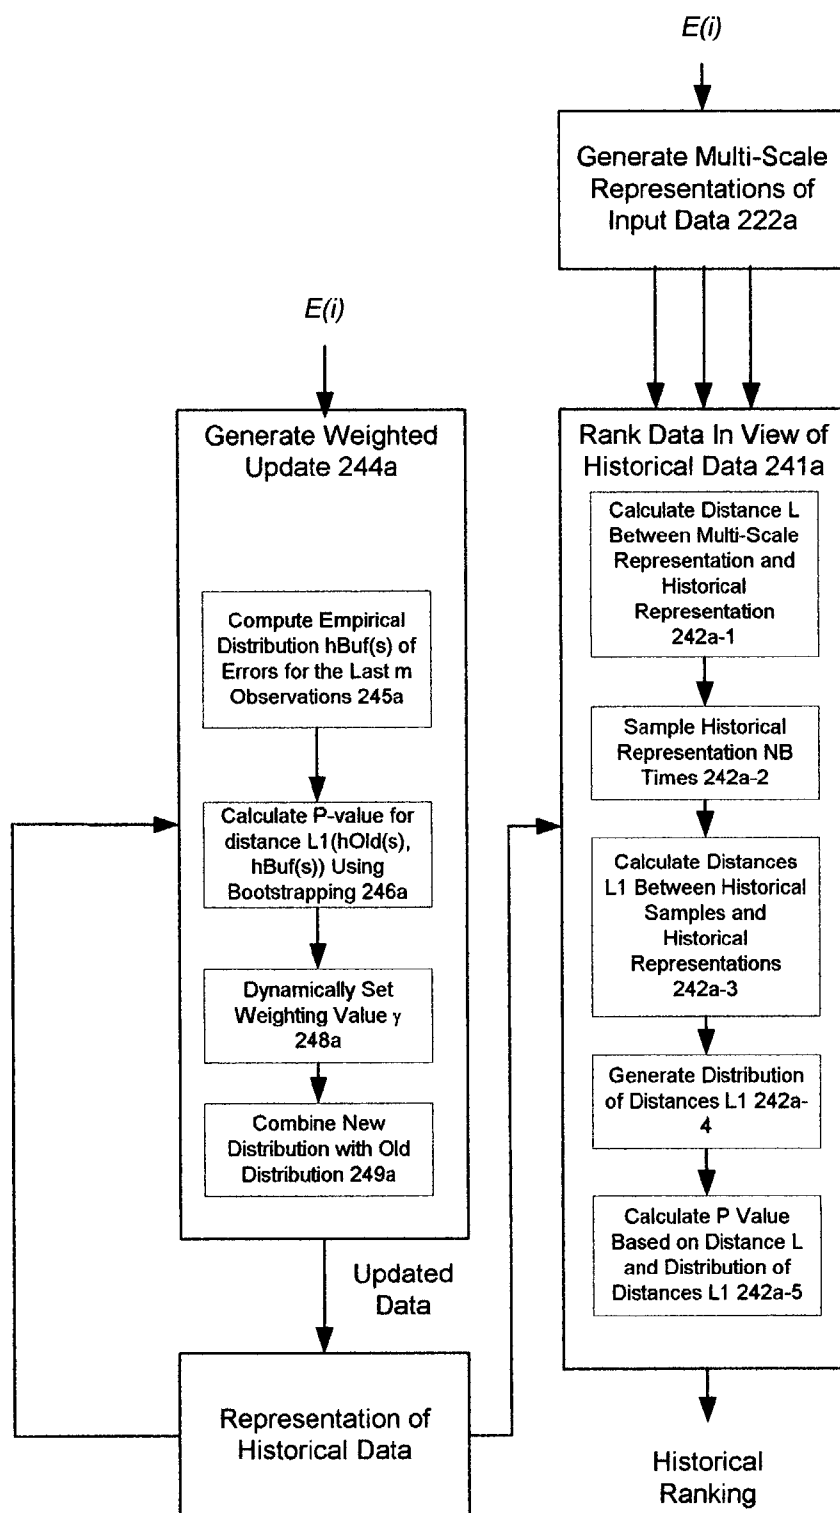 E(i)
Generate Multi-Scale
Representations of
Input Data 222a
E(i)
Generate Weighted
Update 244a
Compute Empirical
Distribution hBuf(s) of
Errors for the Last m
Observations 245a
Calculate P-value for
distance L1(hOld(s),
hBuf(s)) Using
Bootstrapping 246a
Dynamically Set
Weighting Value γ
248a
Combine New
Distribution with Old
Distribution 249a
Updated
Data
Representation of
Historical Data
Rank Data In View of
Historical Data 241a
Calculate Distance L
Between Multi-Scale
Representation and
Historical
Representation
242a-1
Sample Historical
Representation NB
Times 242a-2
Calculate Distances
L1 Between Historical
Samples and
Historical
Representations
242a-3
Generate Distribution
of Distances L1 242a-
4
Calculate P Value
Based on Distance L
and Distribution of
Distances L1 242a-5
Historical
Ranking